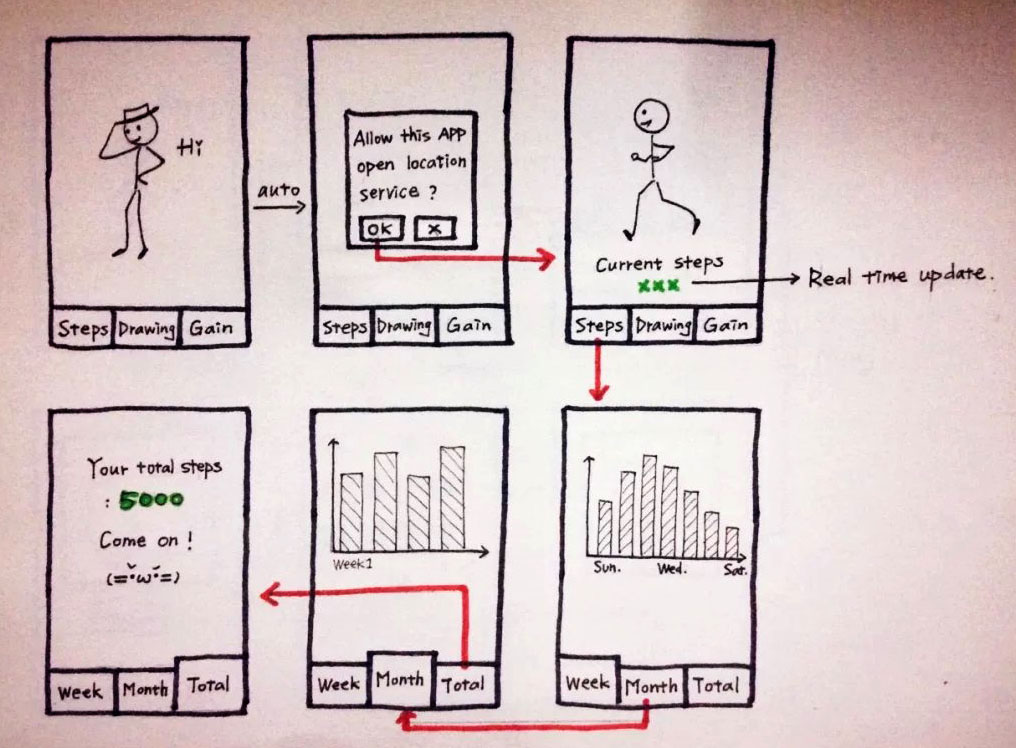 Hi
Steps Drawing Gain
auto
Allow this APP
open location
service ?
OK X
Steps Drawing Gain
Current steps
xxx
Real time update.
Steps Drawing Gain
Your total steps
: 5000
Come on !
(=•̌ω•̌=)
Week Month Total
Week1
Week Month Total
Sun. Wed. Sat.
Week Month Total